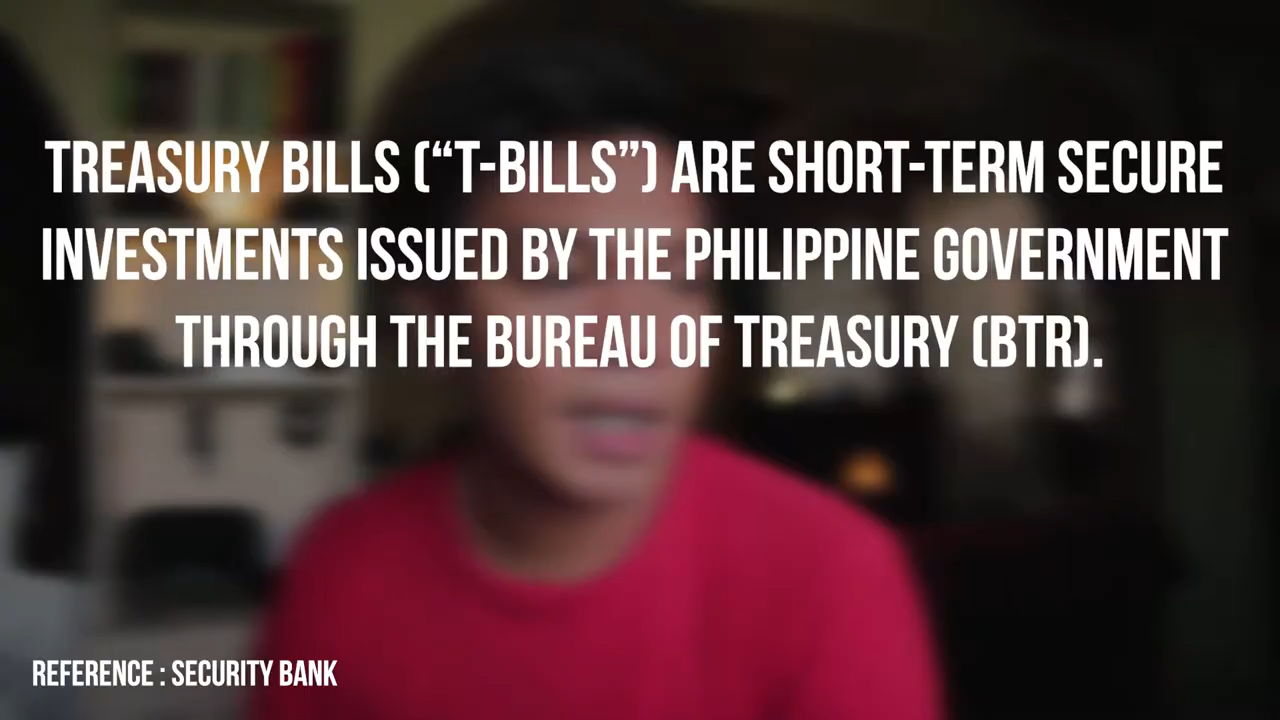 TREASURY BILLS (“T-BILLS”) ARE SHORT-TERM SECURE
INVESTMENTS ISSUED BY THE PHILIPPINE GOVERNMENT
THROUGH THE BUREAU OF TREASURY (BTR).
REFERENCE : SECURITY BANK